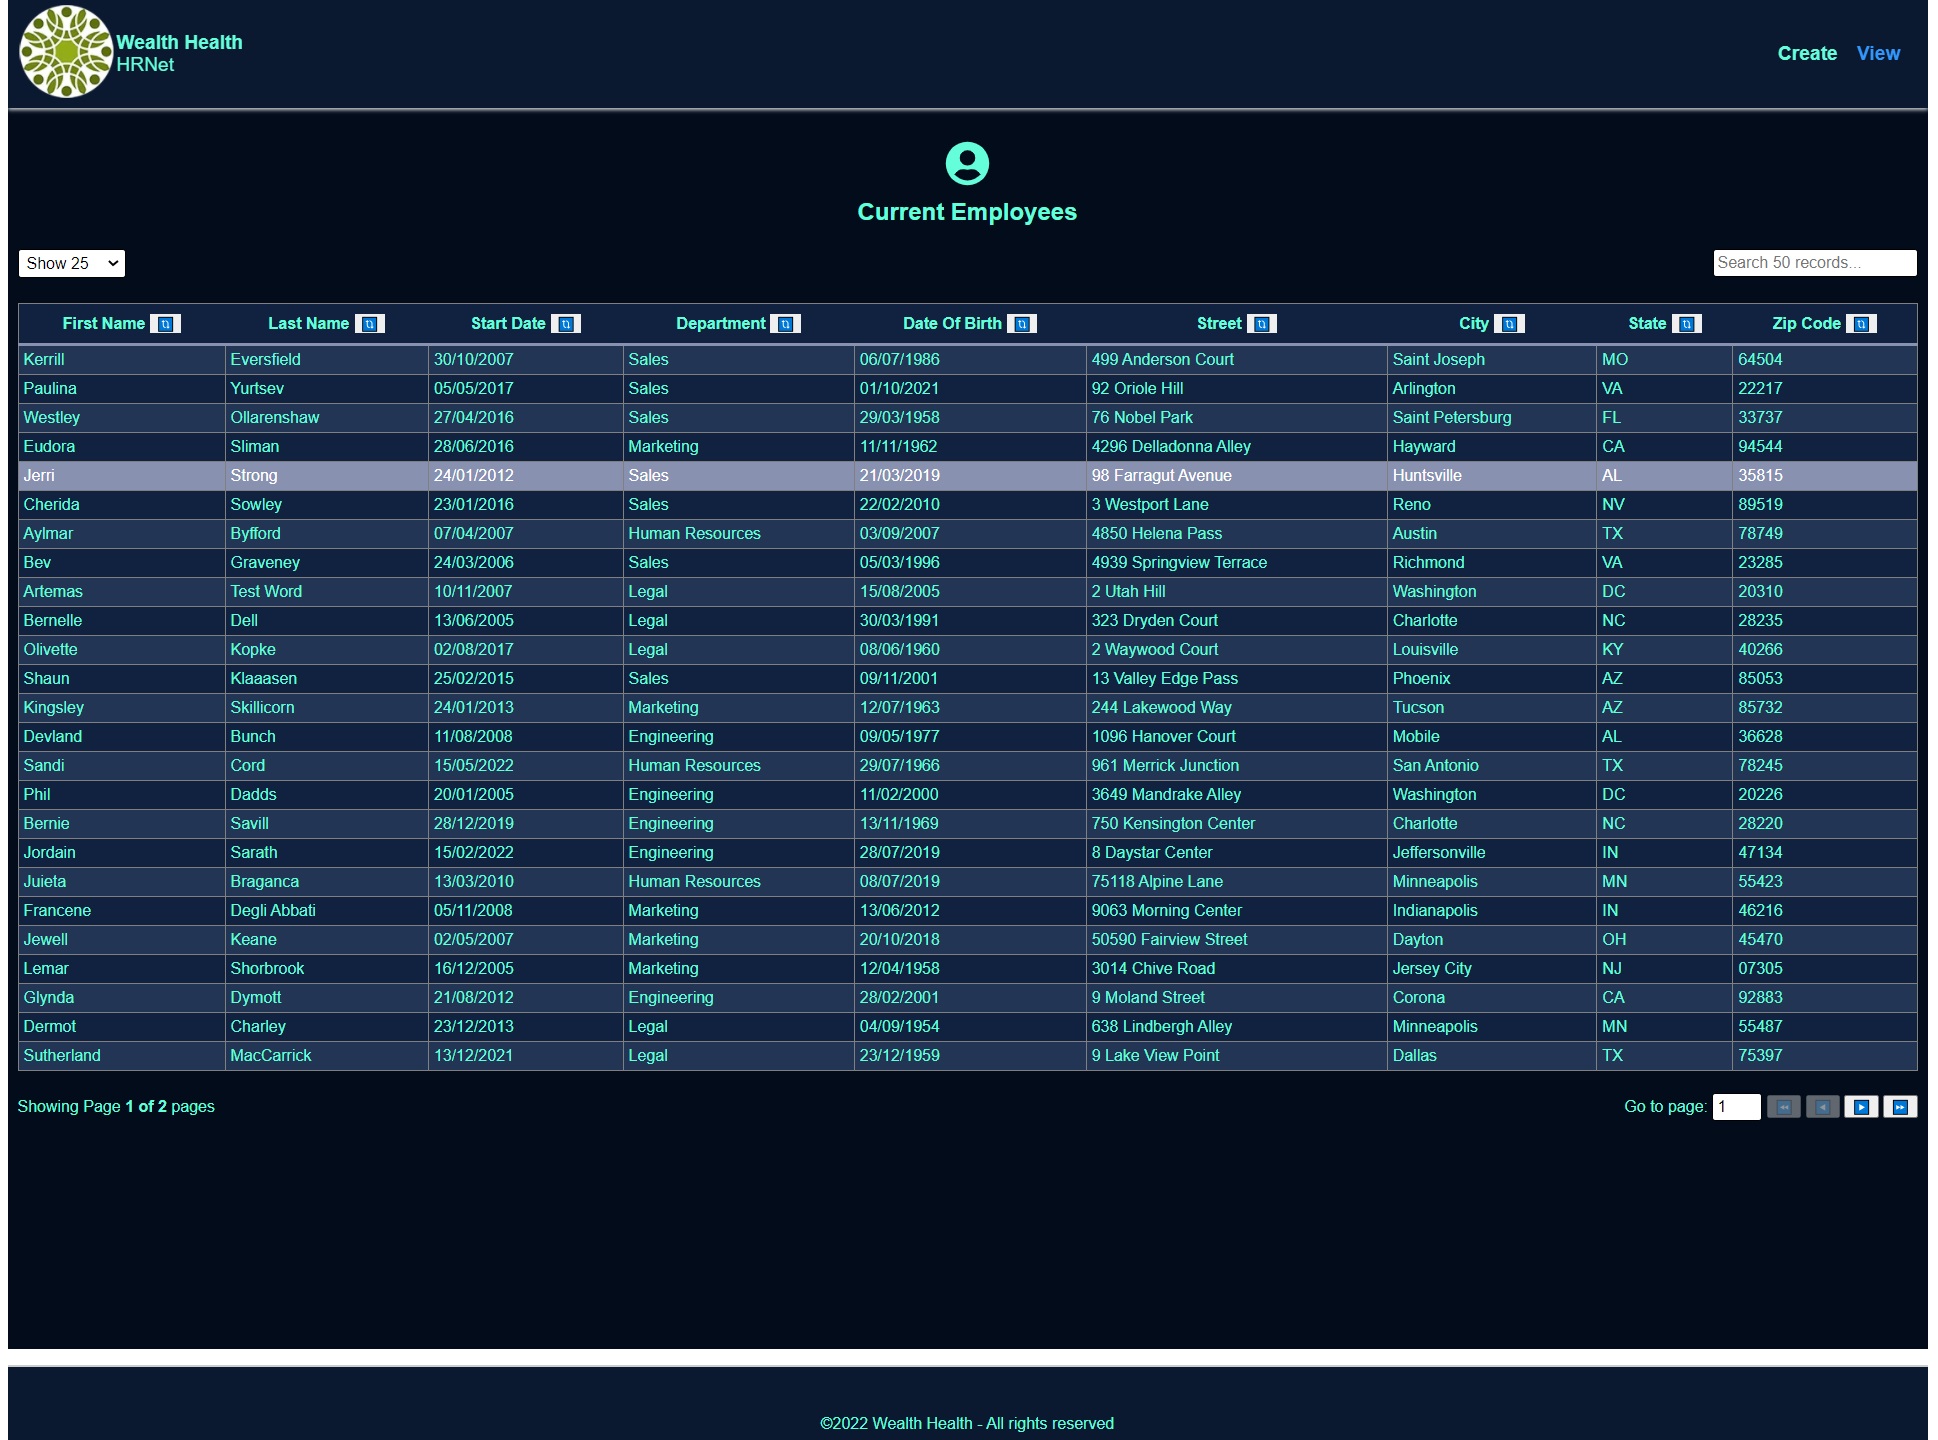 Wealth Health
HRNet
Create View
Current Employees
Show 25
Search 50 records...
First Name Last Name Start Date Department Date Of Birth Street City State Zip Code
Kerrill Eversfield 30/10/2007 Sales 06/07/1986 499 Anderson Court Saint Joseph MO 64504
Paulina Yurtsev 05/05/2017 Sales 01/10/2021 92 Oriole Hill Arlington VA 22217
Westley Ollarenshaw 27/04/2016 Sales 29/03/1958 76 Nobel Park Saint Petersburg FL 33737
Eudora Sliman 28/06/2016 Marketing 11/11/1962 4296 Delladonna Alley Hayward CA 94544
Jerri Strong 24/01/2012 Sales 21/03/2019 98 Farragut Avenue Huntsville AL 35815
Cherida Sowley 23/01/2016 Sales 22/02/2010 3 Westport Lane Reno NV 89519
Aylmar Byfford 07/04/2007 Human Resources 03/09/2007 4850 Helena Pass Austin TX 78749
Bev Graveney 24/03/2006 Sales 05/03/1996 4939 Springview Terrace Richmond VA 23285
Artemas Test Word 10/11/2007 Legal 15/08/2005 2 Utah Hill Washington DC 20310
Bernelle Dell 13/06/2005 Legal 30/03/1991 323 Dryden Court Charlotte NC 28235
Olivette Kopke 02/08/2017 Legal 08/06/1960 2 Waywood Court Louisville KY 40266
Shaun Klaaasen 25/02/2015 Sales 09/11/2001 13 Valley Edge Pass Phoenix AZ 85053
Kingsley Skillicorn 24/01/2013 Marketing 12/07/1963 244 Lakewood Way Tucson AZ 85732
Devland Bunch 11/08/2008 Engineering 09/05/1977 1096 Hanover Court Mobile AL 36628
Sandi Cord 15/05/2022 Human Resources 29/07/1966 961 Merrick Junction San Antonio TX 78245
Phil Dadds 20/01/2005 Engineering 11/02/2000 3649 Mandrake Alley Washington DC 20226
Bernie Savill 28/12/2019 Engineering 13/11/1969 750 Kensington Center Charlotte NC 28220
Jordain Sarath 15/02/2022 Engineering 28/07/2019 8 Daystar Center Jeffersonville IN 47134
Juieta Braganca 13/03/2010 Human Resources 08/07/2019 75118 Alpine Lane Minneapolis MN 55423
Francene Degli Abbati 05/11/2008 Marketing 13/06/2012 9063 Morning Center Indianapolis IN 46216
Jewell Keane 02/05/2007 Marketing 20/10/2018 50590 Fairview Street Dayton OH 45470
Lemar Shorbrook 16/12/2005 Marketing 12/04/1958 3014 Chive Road Jersey City NJ 07305
Glynda Dymott 21/08/2012 Engineering 28/02/2001 9 Moland Street Corona CA 92883
Dermot Charley 23/12/2013 Legal 04/09/1954 638 Lindbergh Alley Minneapolis MN 55487
Sutherland MacCarrick 13/12/2021 Legal 23/12/1959 9 Lake View Point Dallas TX 75397
Showing Page 1 of 2 pages Go to page: 1
©2022 Wealth Health - All rights reserved